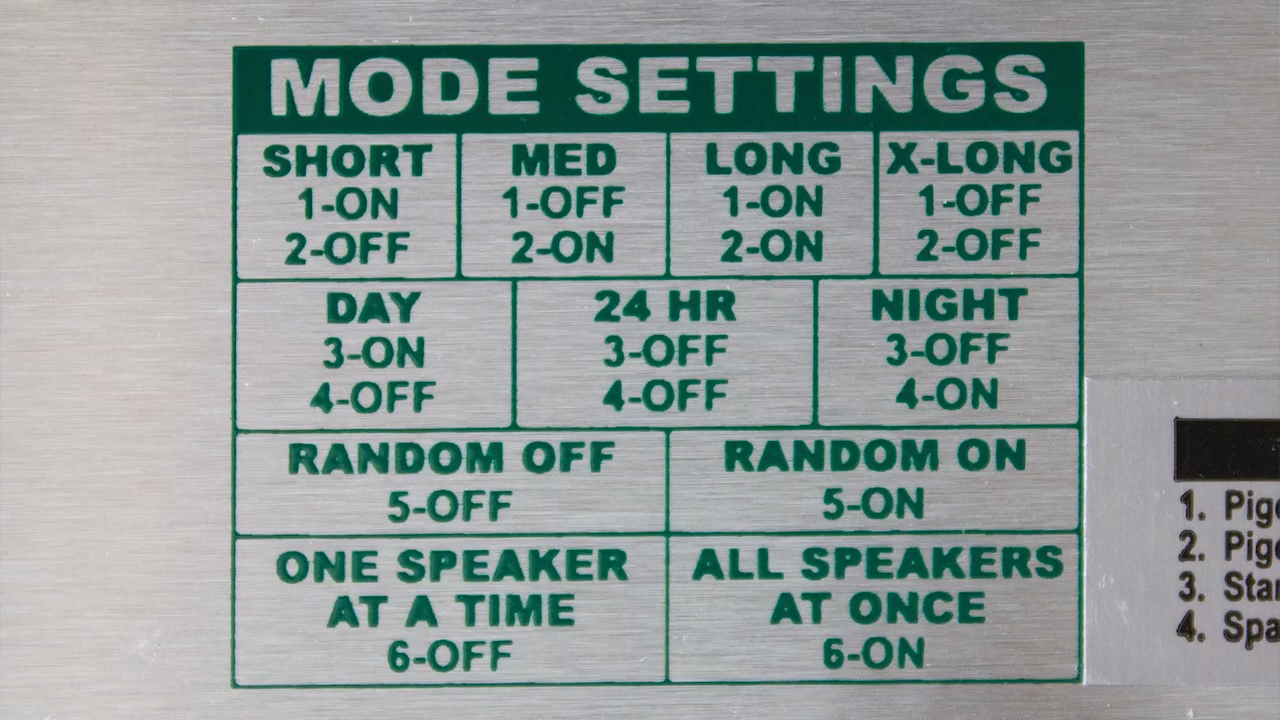 MODE SETTINGS
SHORT
1-ON
2-OFF
MED
1-OFF
2-ON
LONG
1-ON
2-ON
X-LONG
1-OFF
2-OFF
DAY
3-ON
4-OFF
24 HR
3-OFF
4-OFF
NIGHT
3-OFF
4-ON
RANDOM OFF
5-OFF
RANDOM ON
5-ON
ONE SPEAKER
AT A TIME
6-OFF
ALL SPEAKERS
AT ONCE
6-ON
1.
2.
3.
4.